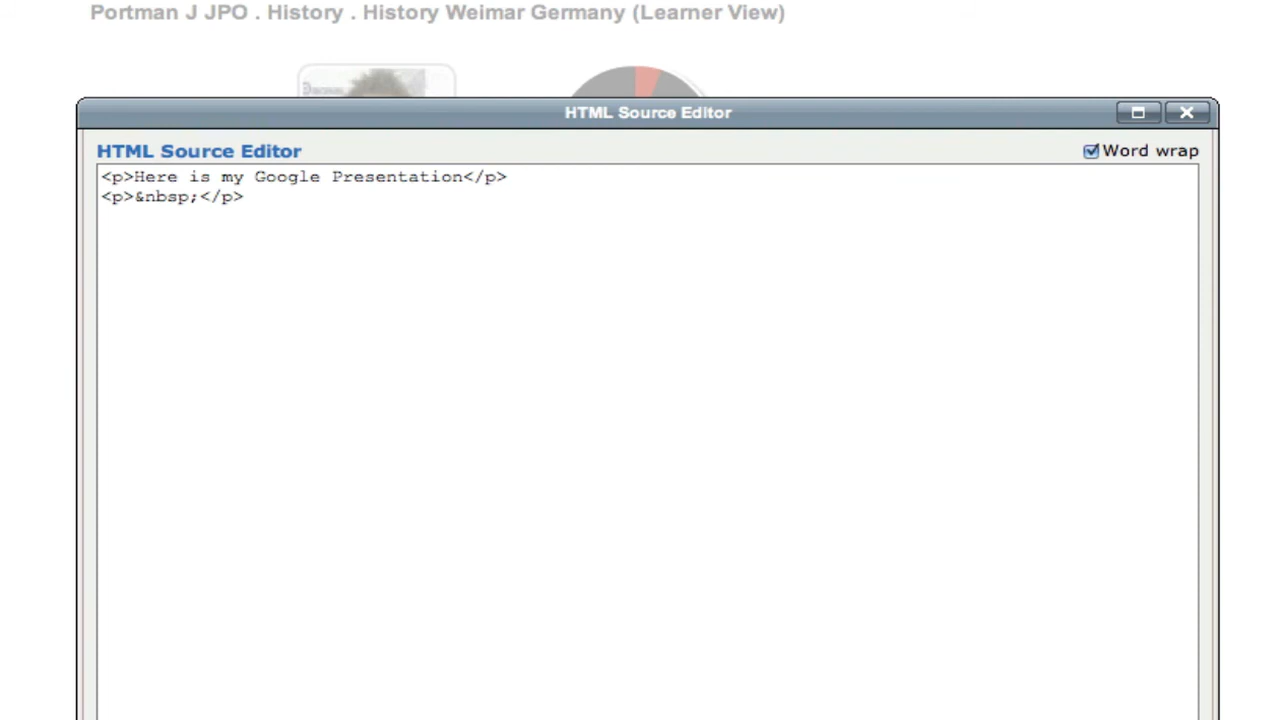 Portman J JPO . History . History Weimar Germany (Learner View)
HTML Source Editor
HTML Source Editor
Word wrap
<p>Here is my Google Presentation</p>
<p>&nbsp;</p>